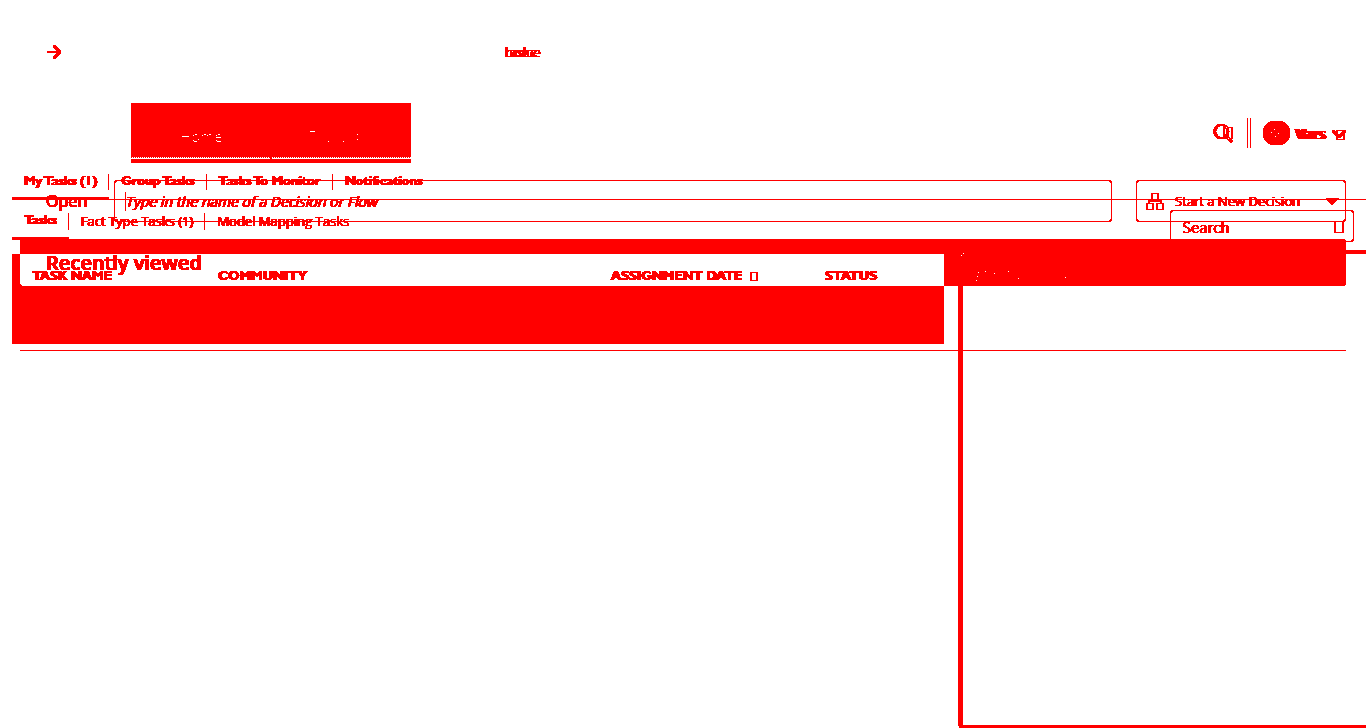 Home
My Tasks (1) Group Tasks Tasks To Monitor Notifications
Open Type in the name of a Decision or Flow Start a New Decision
Tasks Fact Type Tasks (1) Model Mapping Tasks Search
Recently viewed
TASK NAME COMMUNITY ASSIGNMENT DATE STATUS